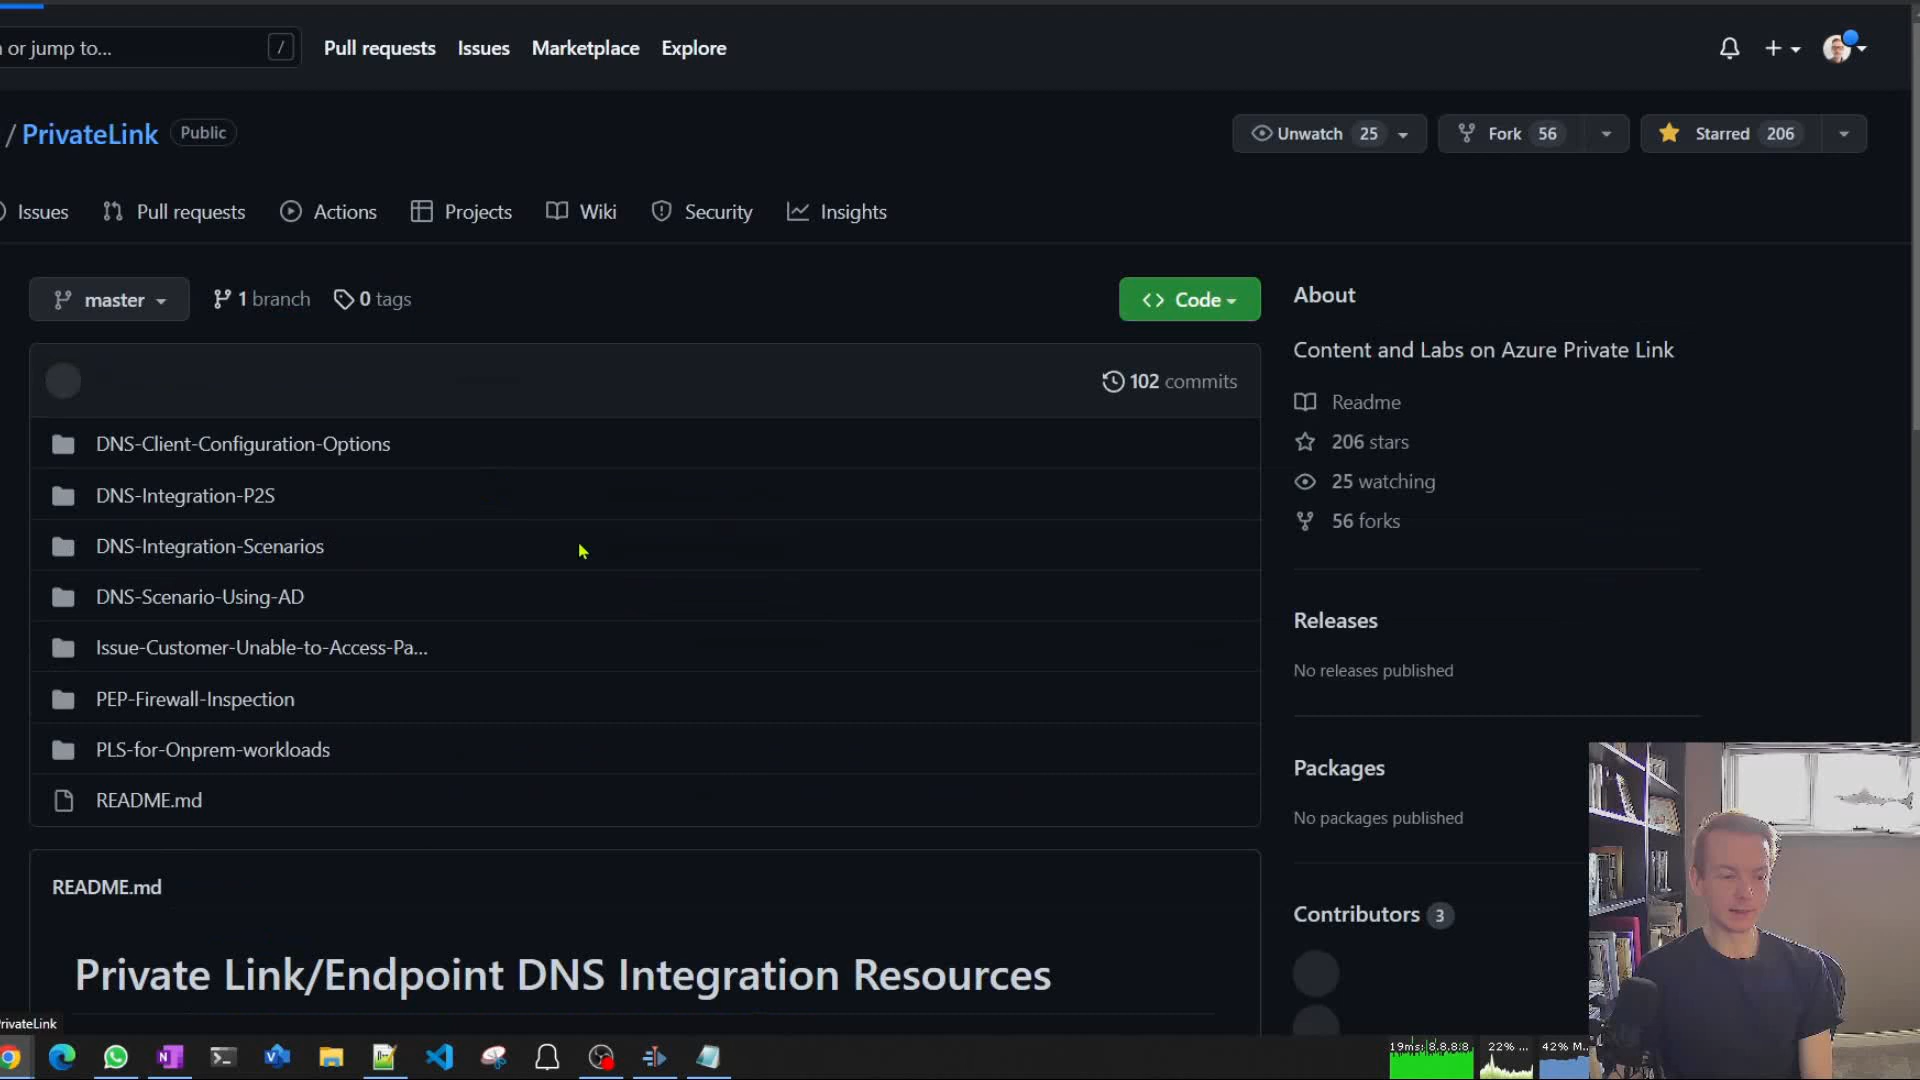 or jump to... /
Pull requests Issues Marketplace Explore
/ PrivateLink Public
Unwatch 25 Fork 56 Starred 206
Issues Pull requests Actions Projects Wiki Security Insights
master 1 branch 0 tags
<> Code
About
Content and Labs on Azure Private Link
102 commits
Readme
DNS-Client-Configuration-Options
206 stars
25 watching
DNS-Integration-P2S
56 forks
DNS-Integration-Scenarios
DNS-Scenario-Using-AD
Releases
Issue-Customer-Unable-to-Access-Pa...
No releases published
PEP-Firewall-Inspection
PLS-for-Onprem-workloads
Packages
README.md
No packages published
README.md
Contributors 3
Private Link/Endpoint DNS Integration Resources
rivateLink
19ms: 8.8.8.8 22% ... 42% M...